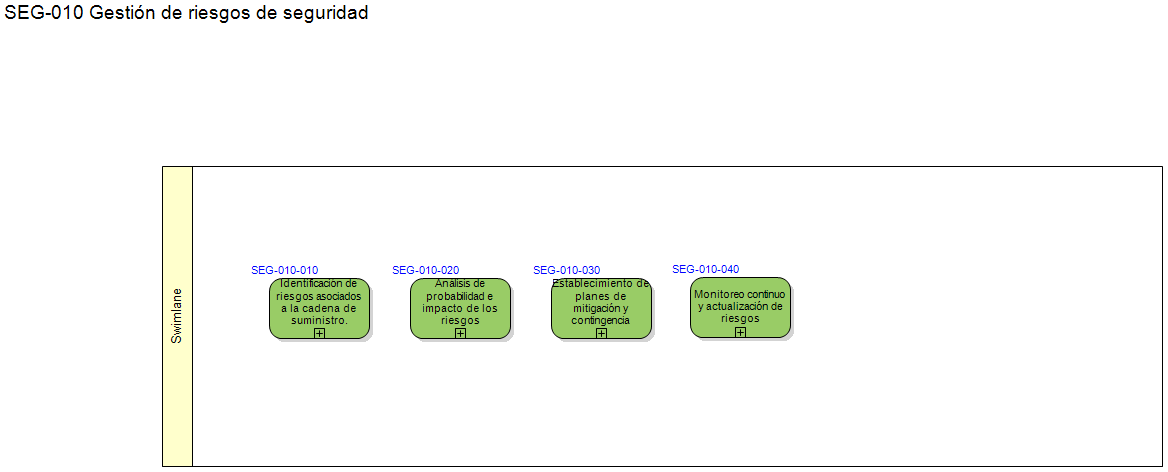 SEG-010 Gestión de riesgos de seguridad
Swimlane
SEG-010-010
Identificación de
riesgos asociados
a la cadena de
suministro.
SEG-010-020
Análisis de
probabilidad e
impacto de los
riesgos
SEG-010-030
Establecimiento de
planes de
mitigación y
contingencia
SEG-010-040
Monitoreo continuo
y actualización de
riesgos